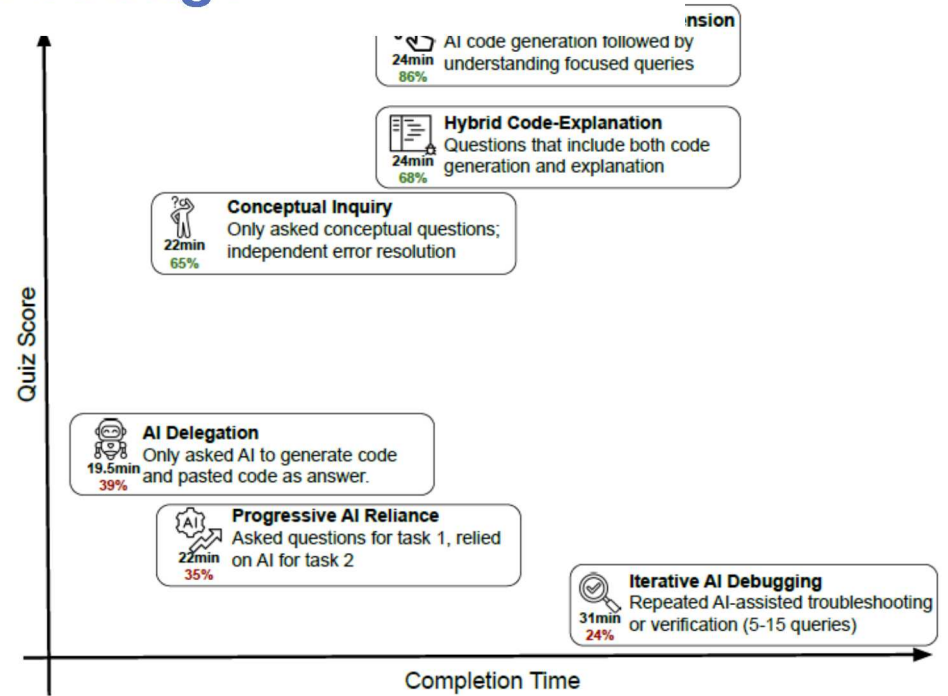 AI code generation followed by
24min understanding focused queries
86%
Hybrid Code-Explanation
Questions that include both code
24min generation and explanation
68%
Conceptual Inquiry
Only asked conceptual questions;
22min independent error resolution
65%
Quiz Score
AI Delegation
Only asked AI to generate code
19.5min and pasted code as answer.
39%
AI
Progressive AI Reliance
Asked questions for task 1, relied
22min on AI for task 2
35%
Iterative AI Debugging
Repeated AI-assisted troubleshooting
31min or verification (5-15 queries)
24%
Completion Time